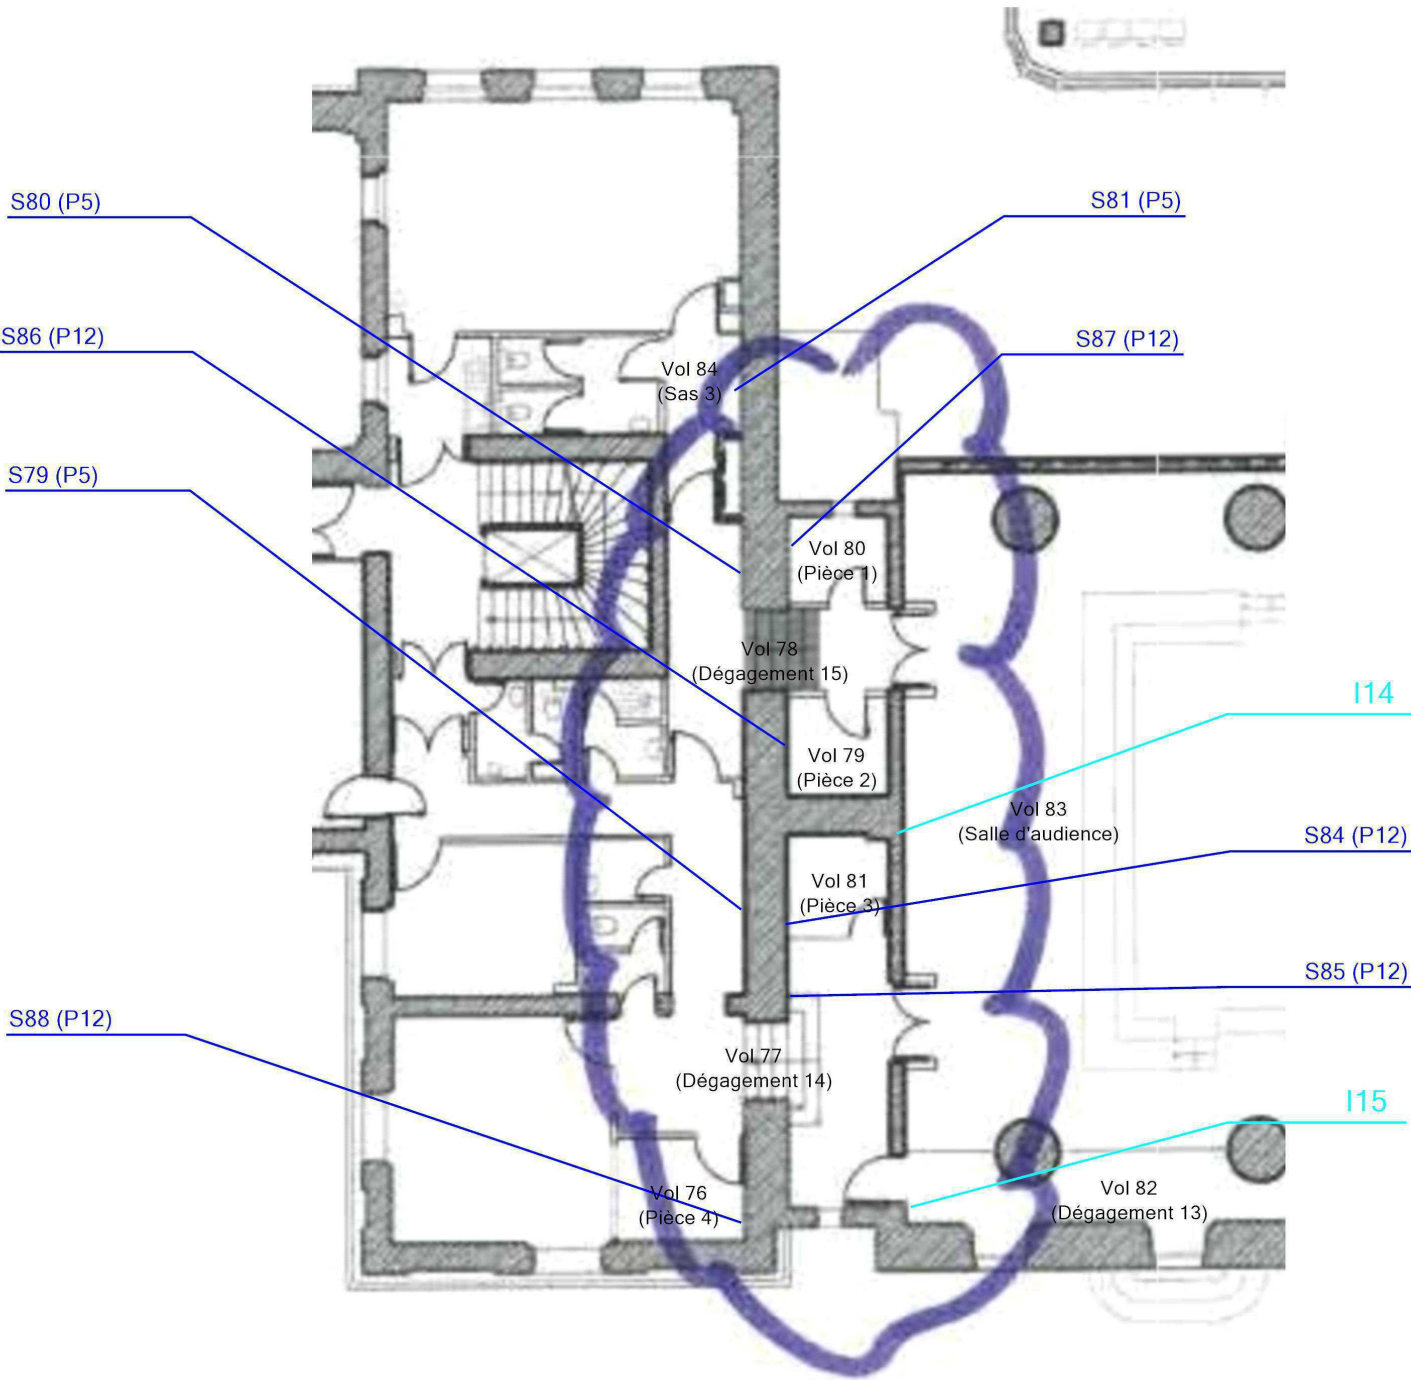 S80 (P5)
S81 (P5)
S86 (P12)
S87 (P12)
Vol 84
(Sas 3)
S79 (P5)
Vol 80
(Pièce 1)
Vol 78
(Dégagement 15)
I14
Vol 79
(Pièce 2)
Vol 83
(Salle d'audience)
S84 (P12)
Vol 81
(Pièce 3)
S85 (P12)
S88 (P12)
Vol 77
(Dégagement 14)
I15
Vol 76
(Pièce 4)
Vol 82
(Dégagement 13)